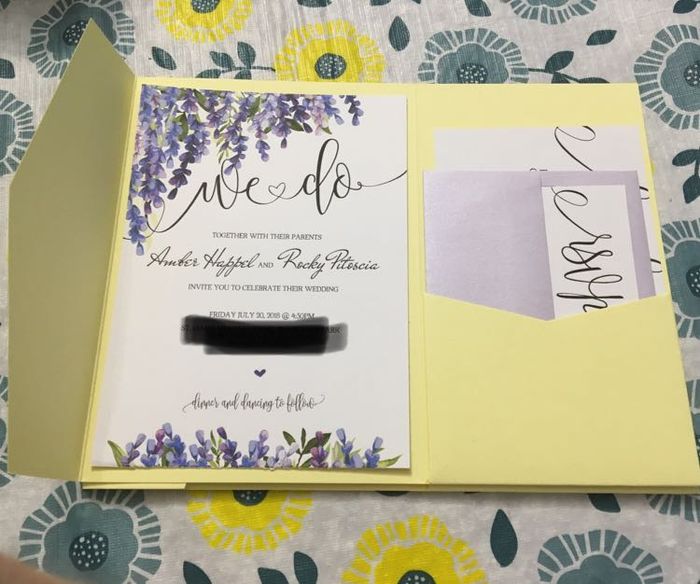 we do
TOGETHER WITH THEIR PARENTS
Amber Happel AND Rocky Pitoscia
INVITE YOU TO CELEBRATE THEIR WEDDING
FRIDAY JULY 20, 2018 @ 4:30PM
dinner and dancing to follow
rsvp